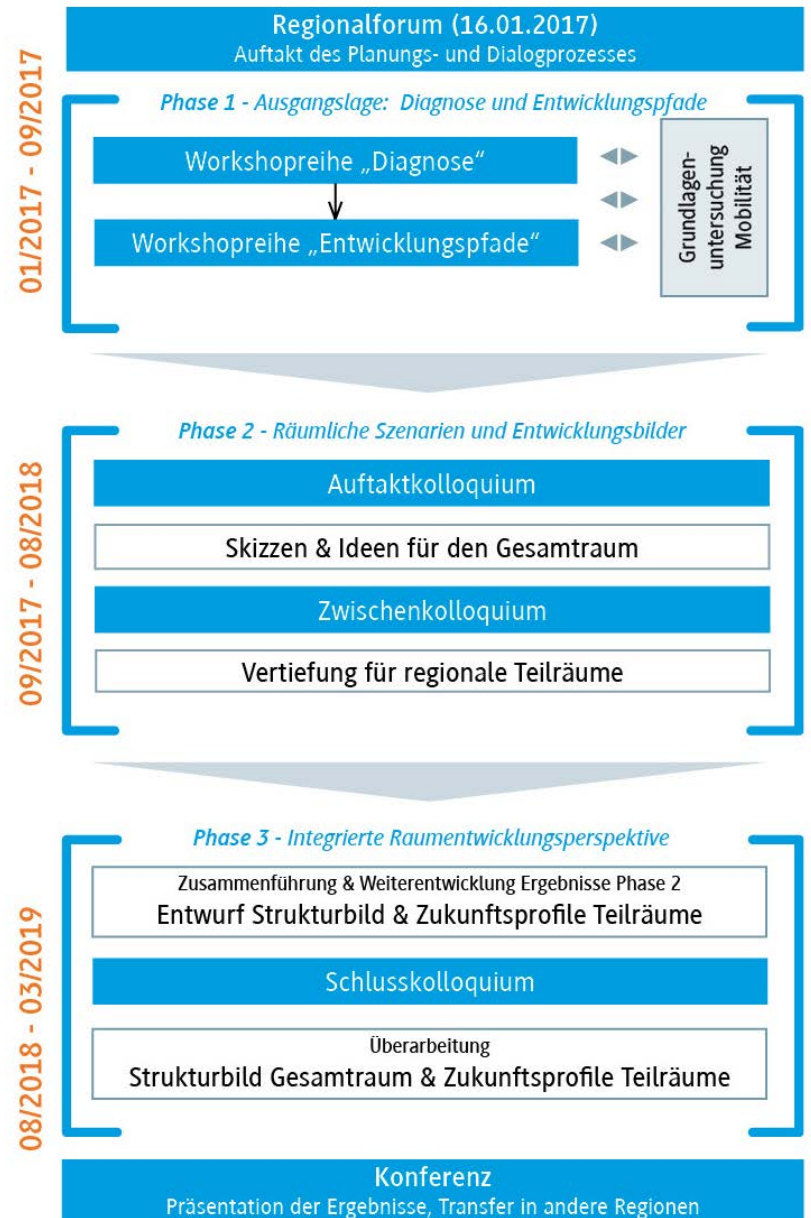 Regionalforum (16.01.2017)
Auftakt des Planungs- und Dialogprozesses
01/2017 - 09/2017
Phase 1 - Ausgangslage: Diagnose und Entwicklungspfade
Workshopreihe „Diagnose“
Workshopreihe „Entwicklungspfade“
Grundlagen-
untersuchung
Mobilität
09/2017 - 08/2018
Phase 2 - Räumliche Szenarien und Entwicklungsbilder
Auftaktkolloquium
Skizzen & Ideen für den Gesamtraum
Zwischenkolloquium
Vertiefung für regionale Teilräume
08/2018 - 03/2019
Phase 3 - Integrierte Raumentwicklungsperspektive
Zusammenführung & Weiterentwicklung Ergebnisse Phase 2
Entwurf Strukturbild & Zukunftsprofile Teilräume
Schlusskolloquium
Überarbeitung
Strukturbild Gesamtraum & Zukunftsprofile Teilräume
Konferenz
Präsentation der Ergebnisse, Transfer in andere Regionen